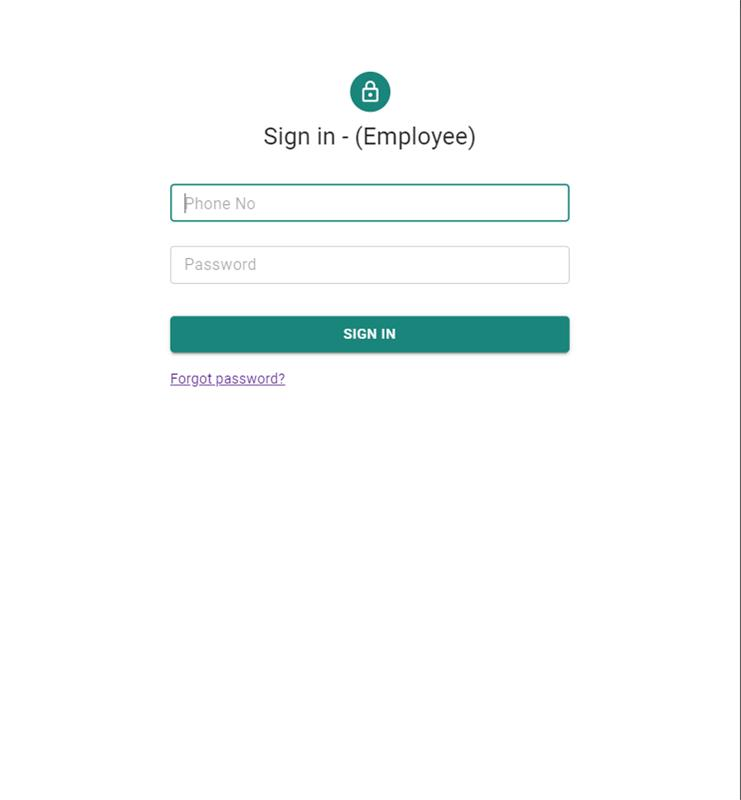 Sign in - (Employee)
Phone No
Password
SIGN IN
Forgot password?